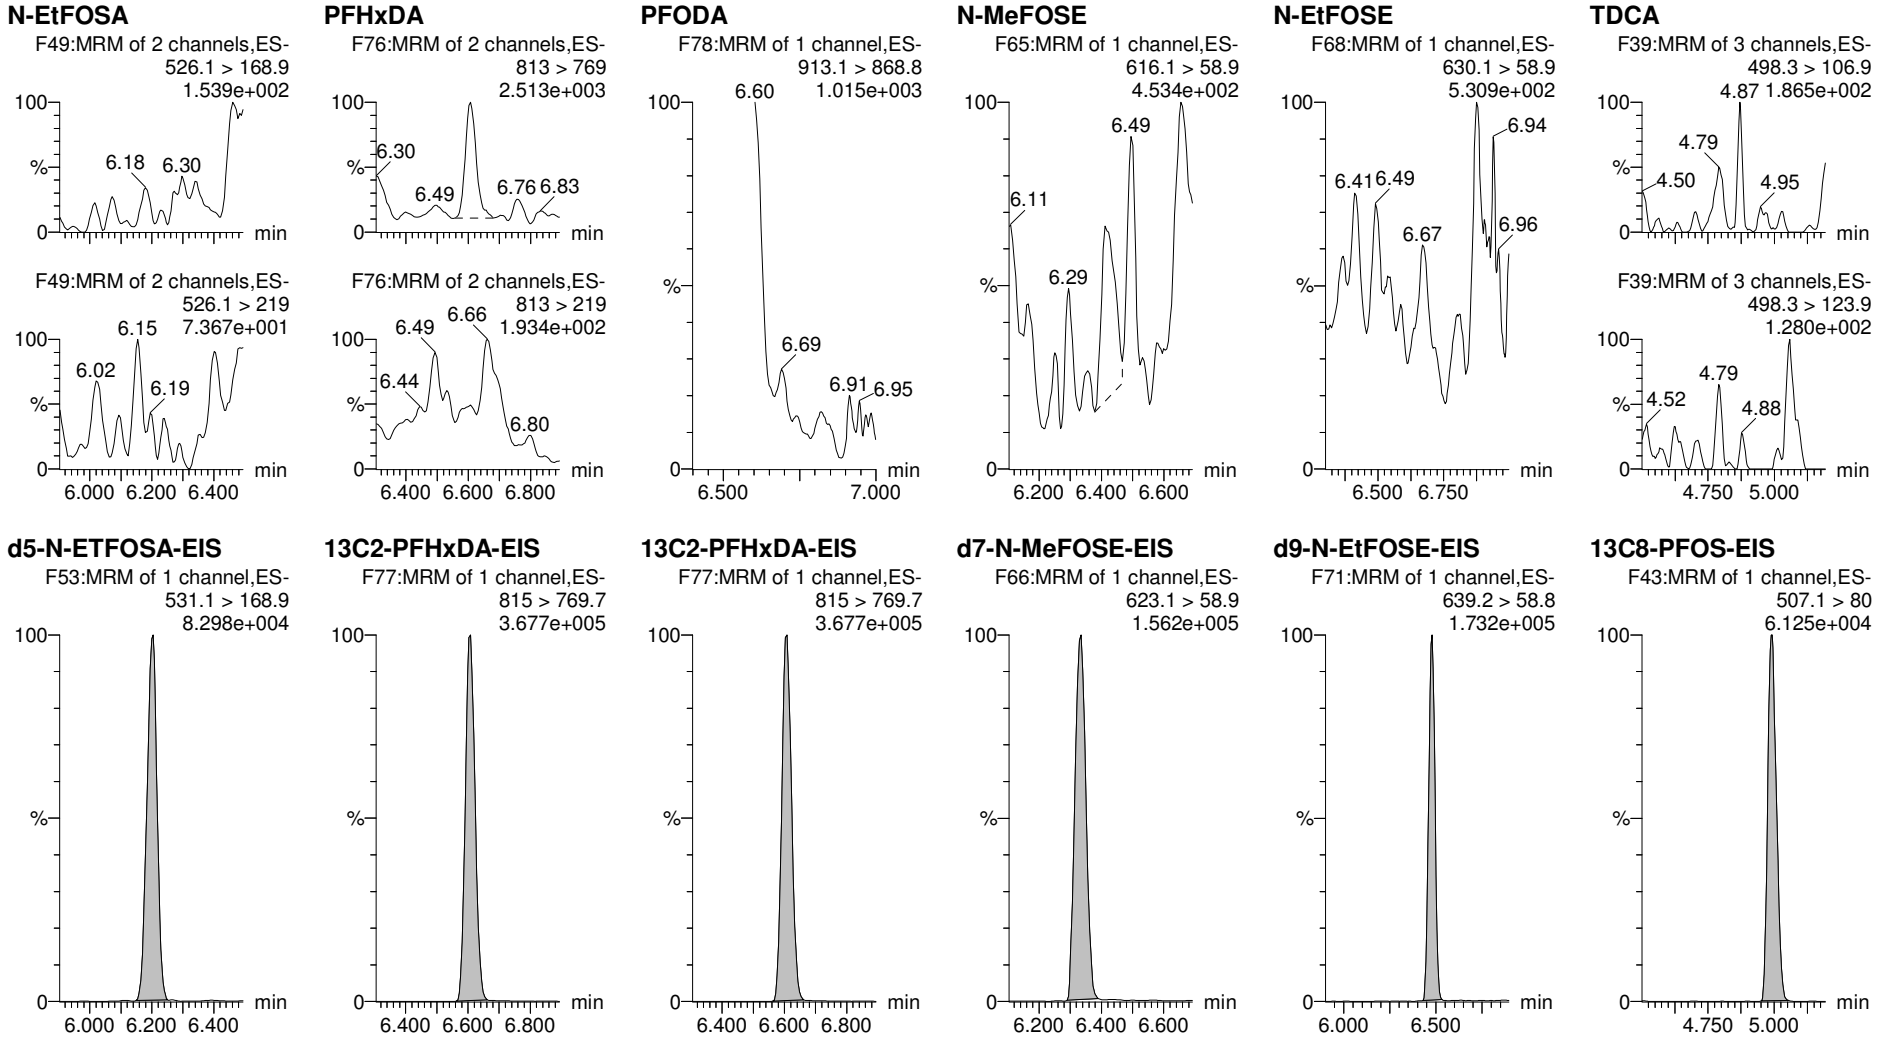 N-EtFOSA
F49:MRM of 2 channels,ES-
526.1 > 168.9
1.539e+002
100
%
0
min
6.18
6.30
F49:MRM of 2 channels,ES-
526.1 > 219
7.367e+001
100
%
0
min
6.02
6.15
6.19
6.000 6.200 6.400
PFHxDA
F76:MRM of 2 channels,ES-
813 > 769
2.513e+003
100
%
0
min
6.30
6.49
6.76
6.83
F76:MRM of 2 channels,ES-
813 > 219
1.934e+002
100
%
0
min
6.44
6.49
6.66
6.80
6.400 6.600 6.800
PFODA
F78:MRM of 1 channel,ES-
913.1 > 868.8
1.015e+003
100
%
0
min
6.60
6.69
6.91
6.95
6.500 7.000
N-MeFOSE
F65:MRM of 1 channel,ES-
616.1 > 58.9
4.534e+002
100
%
0
min
6.11
6.29
6.49
6.200 6.400 6.600
N-EtFOSE
F68:MRM of 1 channel,ES-
630.1 > 58.9
5.309e+002
100
%
0
min
6.41
6.49
6.67
6.94
6.96
6.500 6.750
TDCA
F39:MRM of 3 channels,ES-
498.3 > 106.9
1.865e+002
100
%
0
min
4.50
4.79
4.87
4.95
F39:MRM of 3 channels,ES-
498.3 > 123.9
1.280e+002
100
%
0
min
4.52
4.79
4.88
4.750 5.000
d5-N-ETFOSA-EIS
F53:MRM of 1 channel,ES-
531.1 > 168.9
8.298e+004
100
%
0
min
6.000 6.200 6.400
13C2-PFHxDA-EIS
F77:MRM of 1 channel,ES-
815 > 769.7
3.677e+005
100
%
0
min
6.400 6.600 6.800
13C2-PFHxDA-EIS
F77:MRM of 1 channel,ES-
815 > 769.7
3.677e+005
100
%
0
min
6.400 6.600 6.800
d7-N-MeFOSE-EIS
F66:MRM of 1 channel,ES-
623.1 > 58.9
1.562e+005
100
%
0
min
6.200 6.400 6.600
d9-N-EtFOSE-EIS
F71:MRM of 1 channel,ES-
639.2 > 58.8
1.732e+005
100
%
0
min
6.000 6.500
13C8-PFOS-EIS
F43:MRM of 1 channel,ES-
507.1 > 80
6.125e+004
100
%
0
min
4.750 5.000